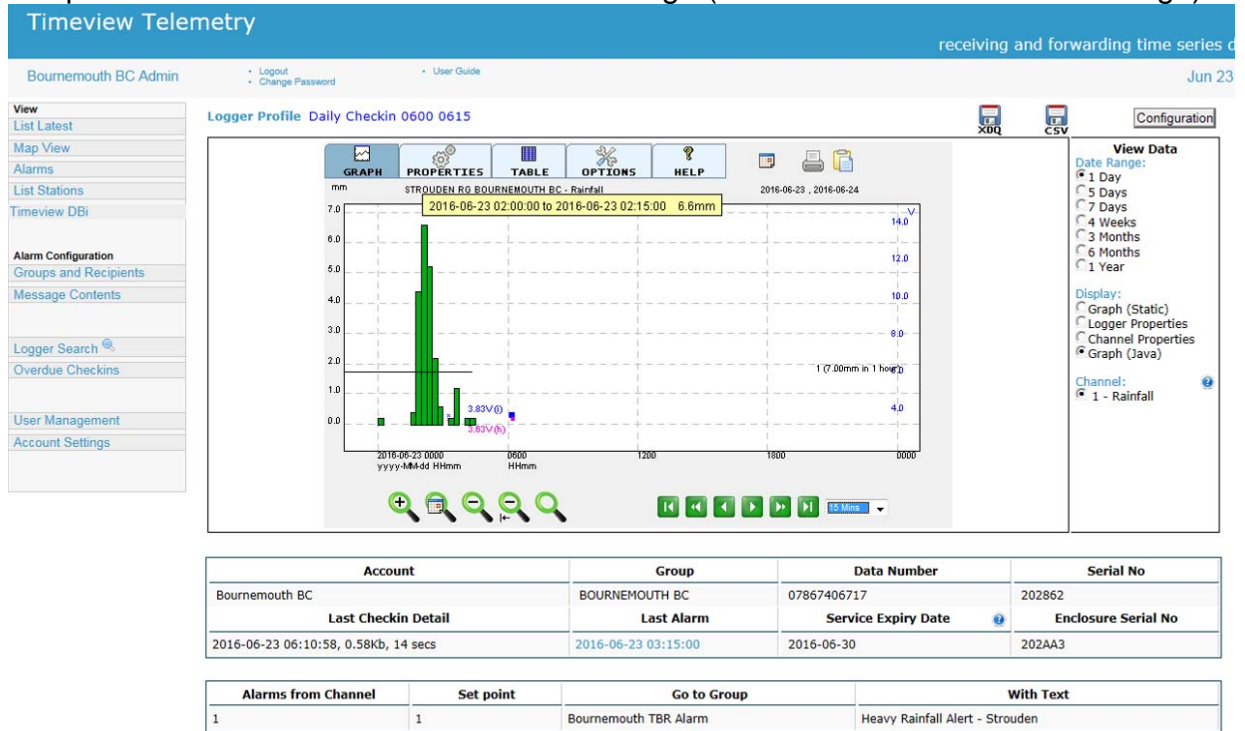 Timeview Telemetry
receiving and forwarding time series d
Bournemouth BC Admin
· Logout
· Change Password
· User Guide
Jun 23
View
List Latest
Map View
Alarms
List Stations
Timeview DBi
Alarm Configuration
Groups and Recipients
Message Contents
Logger Search
Overdue Checkins
User Management
Account Settings
Logger Profile Daily Checkin 0600 0615
XDQ
CSV
Configuration
GRAPH
PROPERTIES
TABLE
OPTIONS
HELP
mm
STROUDEN RG BOURNEMOUTH BC - Rainfall
2016-06-23 , 2016-06-24
2016-06-23 02:00:00 to 2016-06-23 02:15:00 6.6mm
V
7.0
6.0
5.0
4.0
3.0
2.0
1.0
0.0
14.0
12.0
10.0
8.0
4.0
1 (7.00mm in 1 hour)
3.83V(i)
3.63V(h)
2016-06-23 0000
yyyy-MM-dd HHmm
0600
HHmm
1200
1800
0000
15 Mins
View Data
Date Range:
1 Day
5 Days
7 Days
4 Weeks
3 Months
6 Months
1 Year
Display:
Graph (Static)
Logger Properties
Channel Properties
Graph (Java)
Channel:
1 - Rainfall
Account
Group
Data Number
Serial No
Bournemouth BC
BOURNEMOUTH BC
07867406717
202862
Last Checkin Detail
Last Alarm
Service Expiry Date
Enclosure Serial No
2016-06-23 06:10:58, 0.58Kb, 14 secs
2016-06-23 03:15:00
2016-06-30
202AA3
Alarms from Channel
Set point
Go to Group
With Text
1
1
Bournemouth TBR Alarm
Heavy Rainfall Alert - Strouden